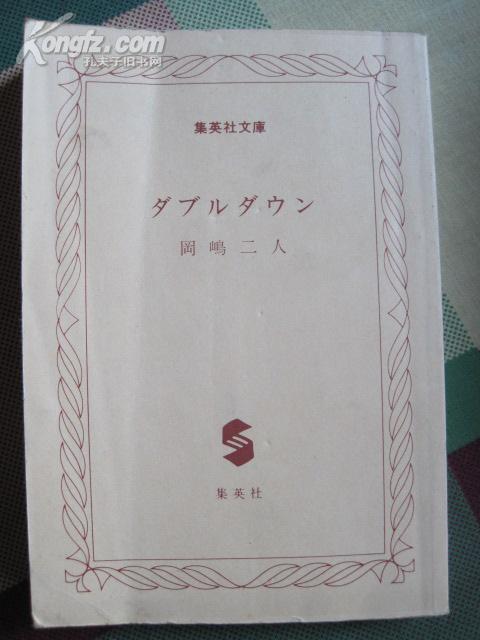 Kongfz.com
孔夫子旧书网
集英社文庫
ダブルダウン
岡嶋二人
集英社